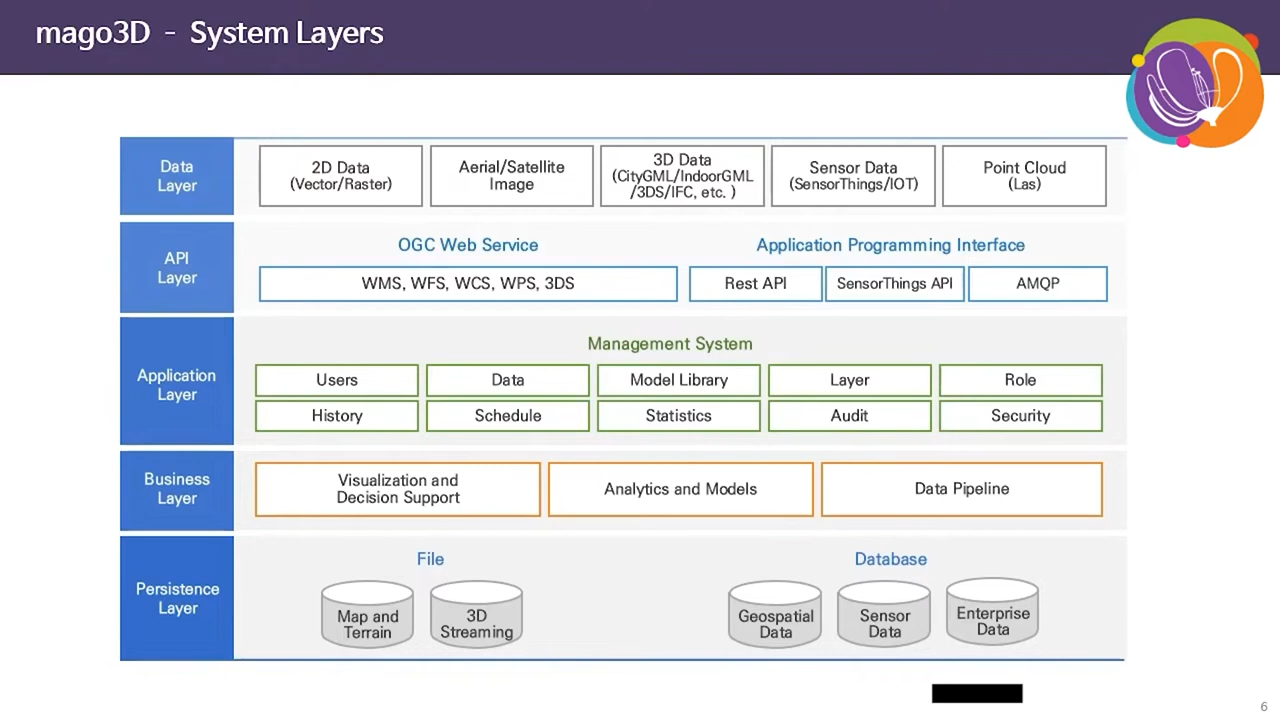 mago3D - System Layers
Data
Layer
2D Data
(Vector/Raster)
Aerial/Satellite
Image
3D Data
(CityGML/IndoorGML
/3DS/IFC, etc. )
Sensor Data
(SensorThings/IOT)
Point Cloud
(Las)
API
Layer
OGC Web Service
WMS, WFS, WCS, WPS, 3DS
Application Programming Interface
Rest API
SensorThings API
AMQP
Application
Layer
Management System
Users
Data
Model Library
Layer
Role
History
Schedule
Statistics
Audit
Security
Business
Layer
Visualization and
Decision Support
Analytics and Models
Data Pipeline
Persistence
Layer
File
Map and
Terrain
3D
Streaming
Database
Geospatial
Data
Sensor
Data
Enterprise
Data
6